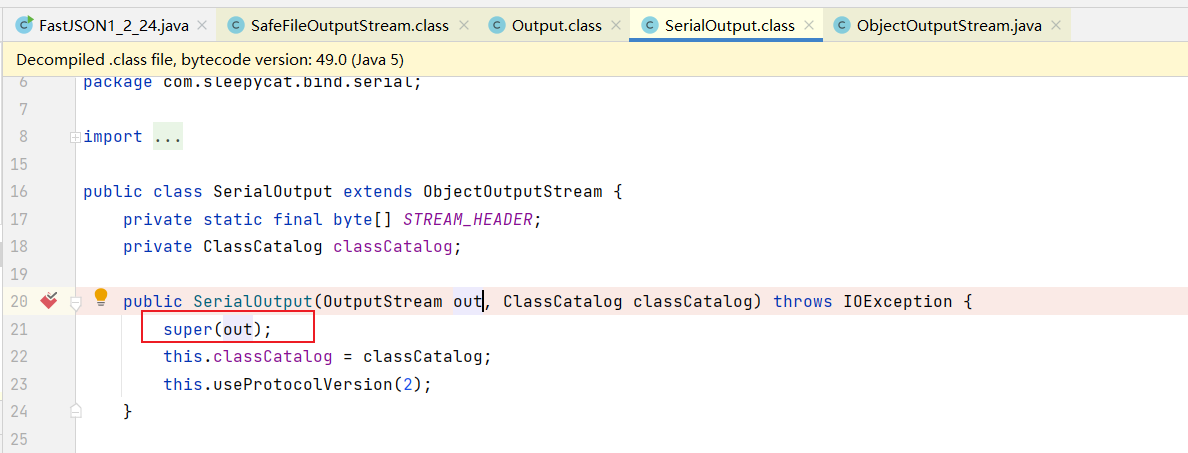 FastJSON1_2_24.java SafeFileOutputStream.class Output.class SerialOutput.class ObjectOutputStream.java
Decompiled .class file, bytecode version: 49.0 (Java 5)
6 package com.sleepycat.bind.serial;
7
8 import ...
15
16 public class SerialOutput extends ObjectOutputStream {
17 private static final byte[] STREAM_HEADER;
18 private ClassCatalog classCatalog;
19
20 public SerialOutput(OutputStream out, ClassCatalog classCatalog) throws IOException {
21 super(out);
22 this.classCatalog = classCatalog;
23 this.useProtocolVersion(2);
24 }
25